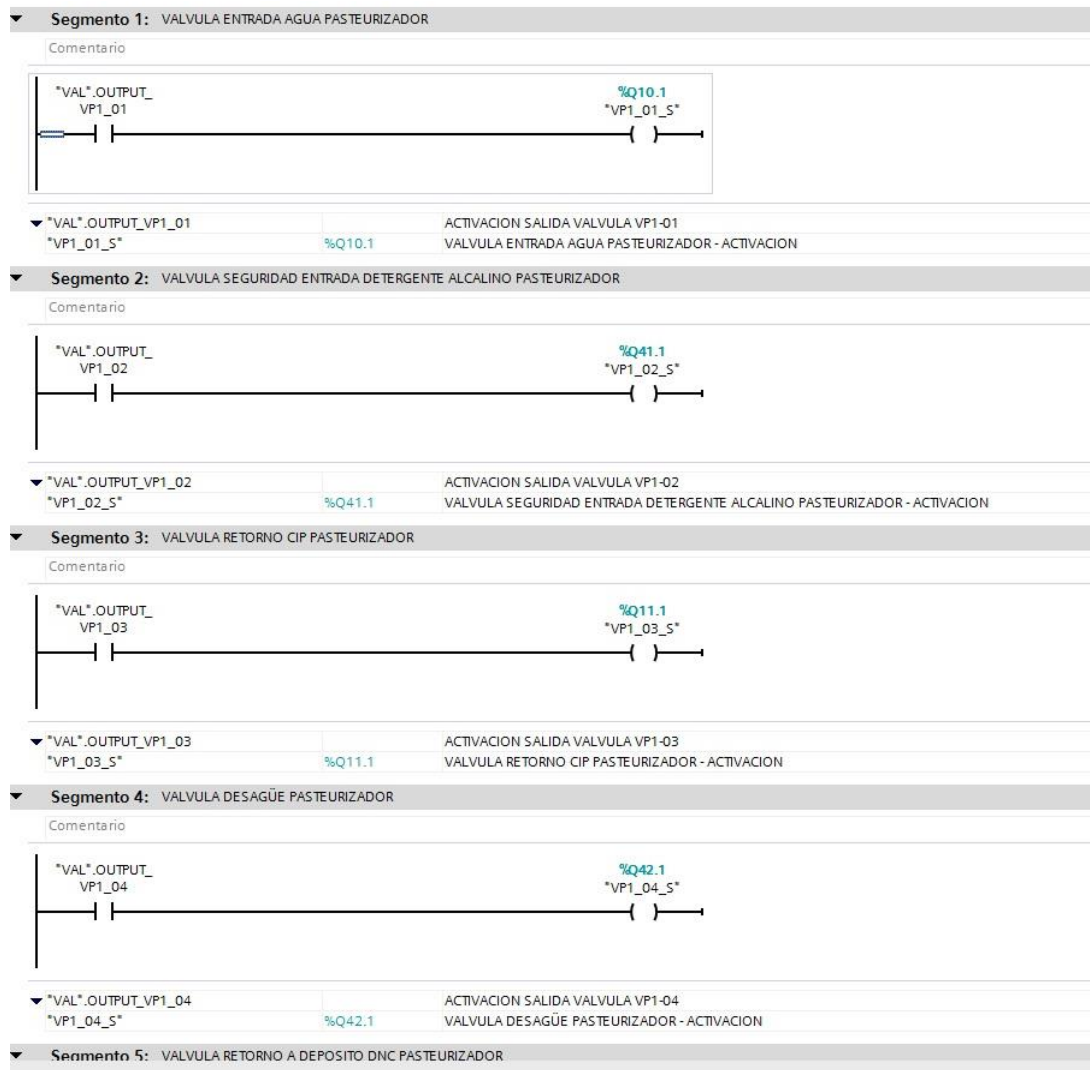 Segmento 1: VALVULA ENTRADA AGUA PASTEURIZADOR
Comentario
"VAL".OUTPUT_
VP1_01
%Q10.1
"VP1_01_S"
"VAL".OUTPUT_VP1_01 ACTIVACION SALIDA VALVULA VP1-01
"VP1_01_S" %Q10.1 VALVULA ENTRADA AGUA PASTEURIZADOR - ACTIVACION
Segmento 2: VALVULA SEGURIDAD ENTRADA DETERGENTE ALCALINO PASTEURIZADOR
Comentario
"VAL".OUTPUT_
VP1_02
%Q41.1
"VP1_02_S"
"VAL".OUTPUT_VP1_02 ACTIVACION SALIDA VALVULA VP1-02
"VP1_02_S" %Q41.1 VALVULA SEGURIDAD ENTRADA DETERGENTE ALCALINO PASTEURIZADOR - ACTIVACION
Segmento 3: VALVULA RETORNO CIP PASTEURIZADOR
Comentario
"VAL".OUTPUT_
VP1_03
%Q11.1
"VP1_03_S"
"VAL".OUTPUT_VP1_03 ACTIVACION SALIDA VALVULA VP1-03
"VP1_03_S" %Q11.1 VALVULA RETORNO CIP PASTEURIZADOR - ACTIVACION
Segmento 4: VALVULA DESAGÜE PASTEURIZADOR
Comentario
"VAL".OUTPUT_
VP1_04
%Q42.1
"VP1_04_S"
"VAL".OUTPUT_VP1_04 ACTIVACION SALIDA VALVULA VP1-04
"VP1_04_S" %Q42.1 VALVULA DESAGÜE PASTEURIZADOR - ACTIVACION
Segmento 5: VALVULA RETORNO A DEPOSITO DNC PASTEURIZADOR